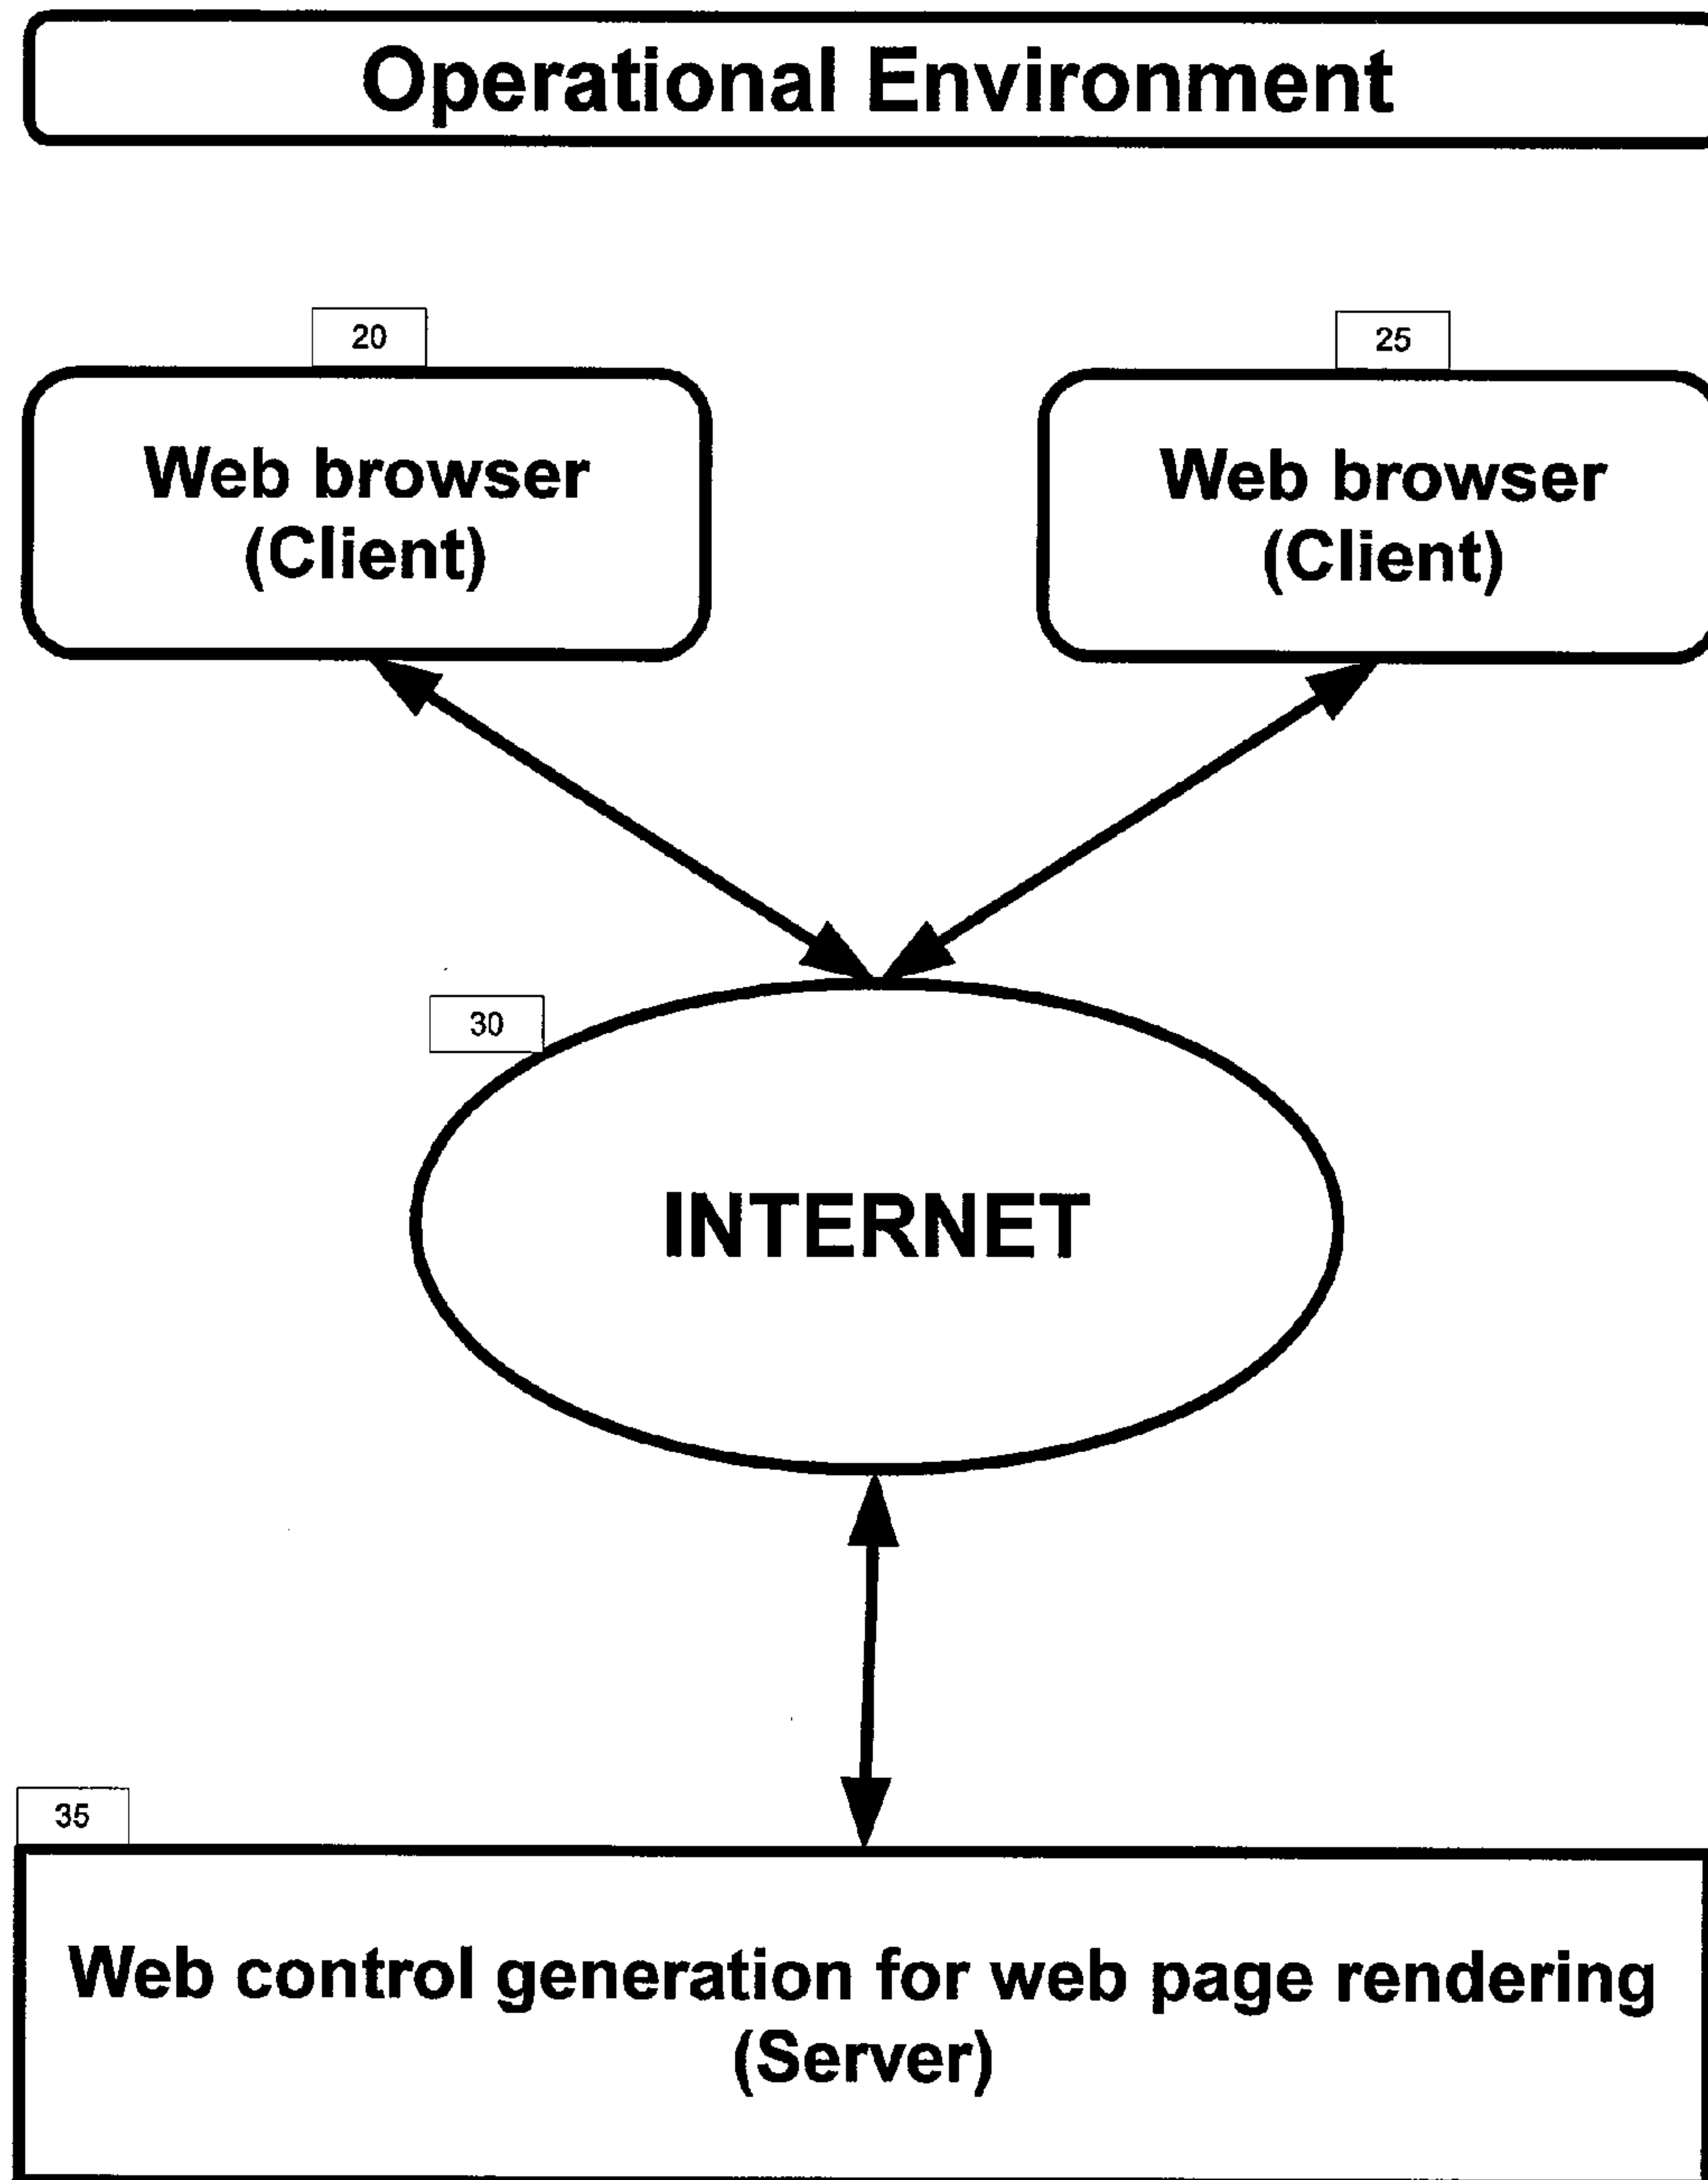 Operational Environment
20
25
Web browser
(Client)
Web browser
(Client)
30
INTERNET
35
Web control generation for web page rendering
(Server)